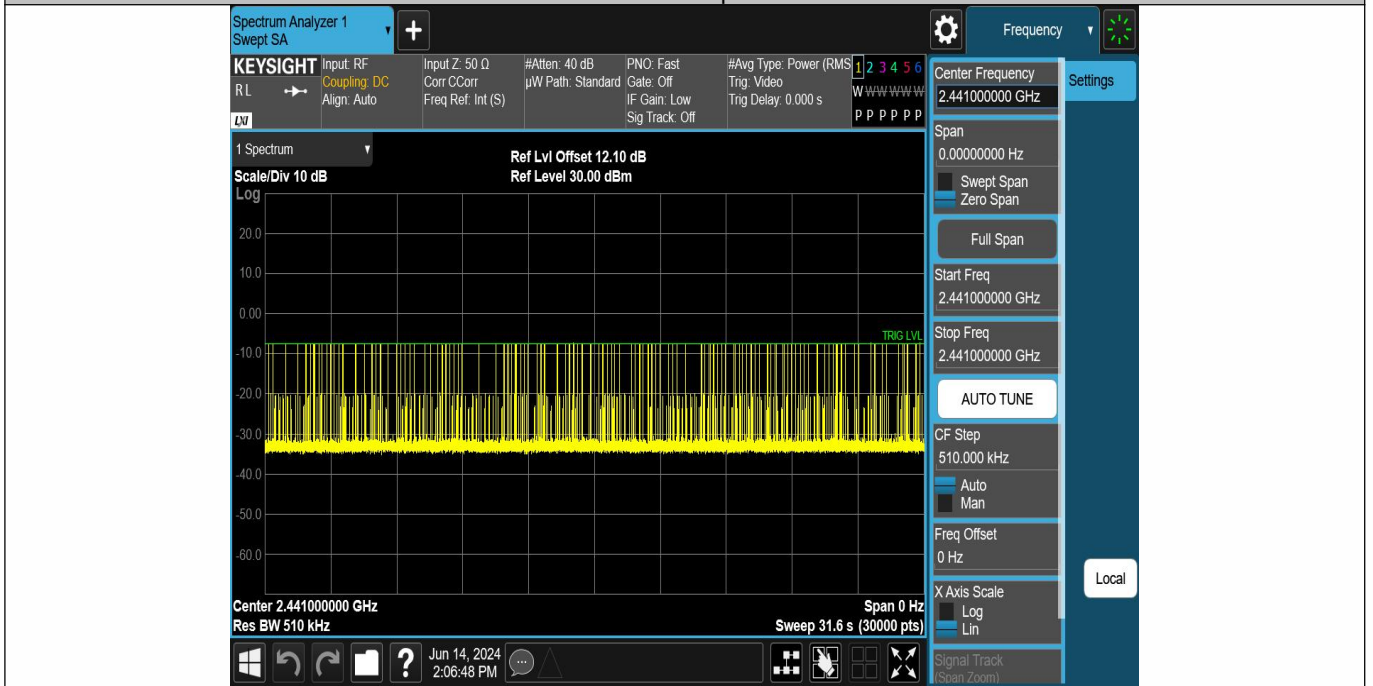 Spectrum Analyzer 1
Swept SA
+
Frequency
KEYSIGHT
RL
LXI
Input: RF
Coupling: DC
Align: Auto
Input Z: 50 Ω
Corr CCorr
Freq Ref: Int (S)
#Atten: 40 dB
µW Path: Standard
PNO: Fast
Gate: Off
IF Gain: Low
Sig Track: Off
#Avg Type: Power (RMS
Trig: Video
Trig Delay: 0.000 s
1 2 3 4 5 6
W W W W W W
P P P P P P
1 Spectrum
Scale/Div 10 dB
Ref Lvl Offset 12.10 dB
Ref Level 30.00 dBm
Log
20.0
10.0
0.00
TRIG LVL
-10.0
-20.0
-30.0
-40.0
-50.0
-60.0
Center 2.441000000 GHz
Res BW 510 kHz
Span 0 Hz
Sweep 31.6 s (30000 pts)
Center Frequency
2.441000000 GHz
Settings
Span
0.00000000 Hz
Swept Span
Zero Span
Full Span
Start Freq
2.441000000 GHz
Stop Freq
2.441000000 GHz
AUTO TUNE
CF Step
510.000 kHz
Auto
Man
Freq Offset
0 Hz
X Axis Scale
Log
Lin
Signal Track
(Span Zoom)
Local
?
Jun 14, 2024
2:06:48 PM